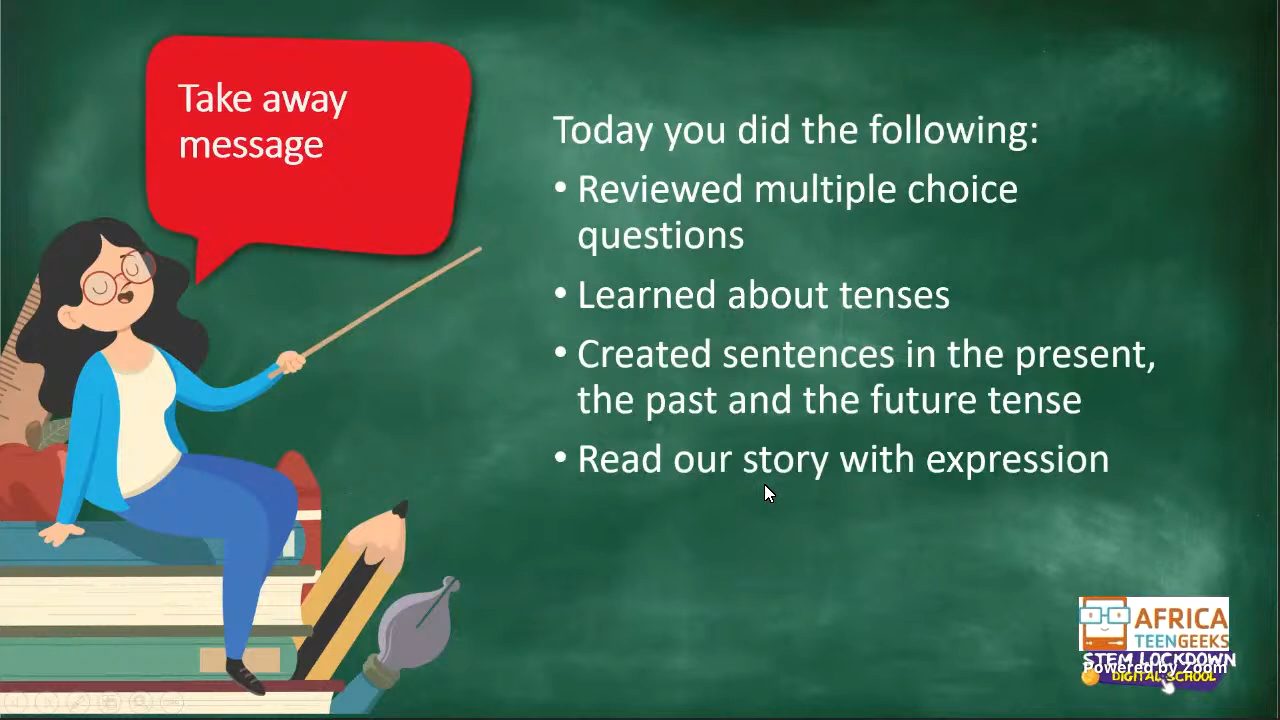 Take away
message
Today you did the following:
• Reviewed multiple choice
questions
• Learned about tenses
• Created sentences in the present,
the past and the future tense
• Read our story with expression
AFRICA
TEENGEEKS
STEM LOCKDOWN
Powered by Zoom
DIGITAL SCHOOL